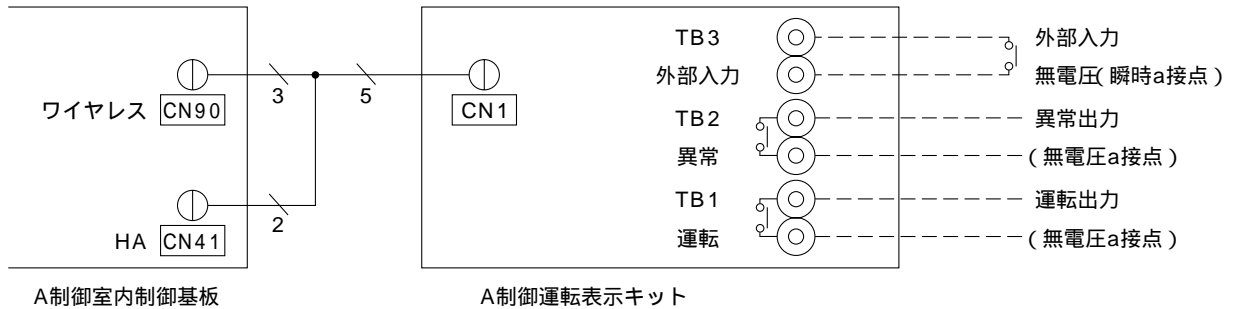 TB3
外部入力
外部入力
無電圧(瞬時a接点)
3
5
ワイヤレス CN90
CN1
TB2
異常出力
異常
(無電圧a接点)
TB1
運転出力
2
HA CN41
運転
(無電圧a接点)
A制御室内制御基板
A制御運転表示キット